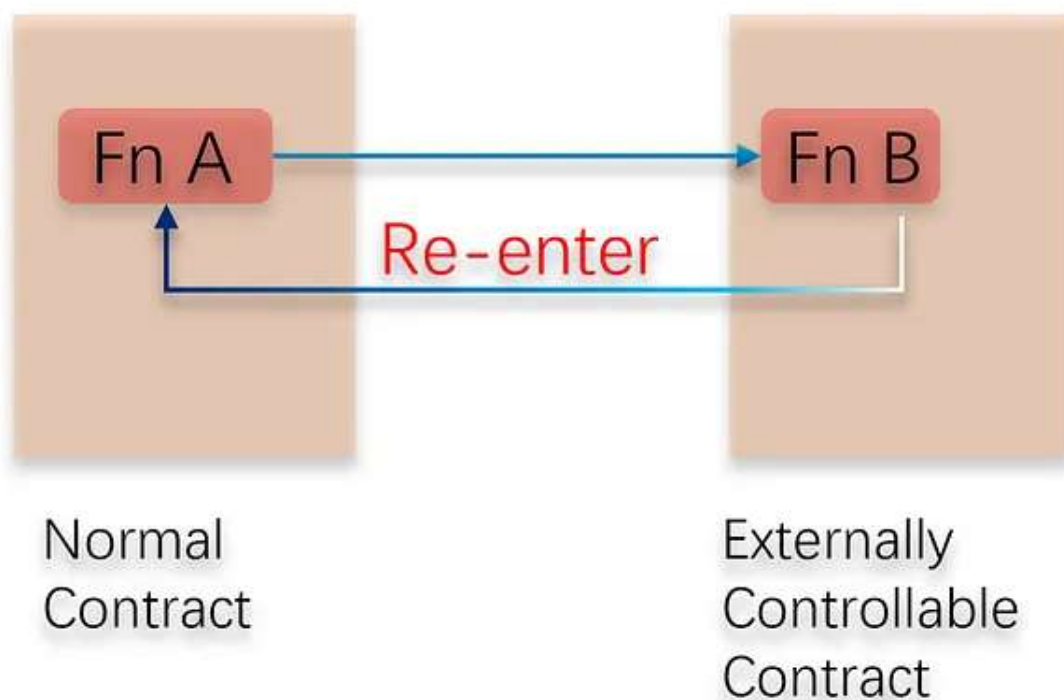 Fn A
Fn B
Re-enter
Normal
Contract
Externally
Controllable
Contract